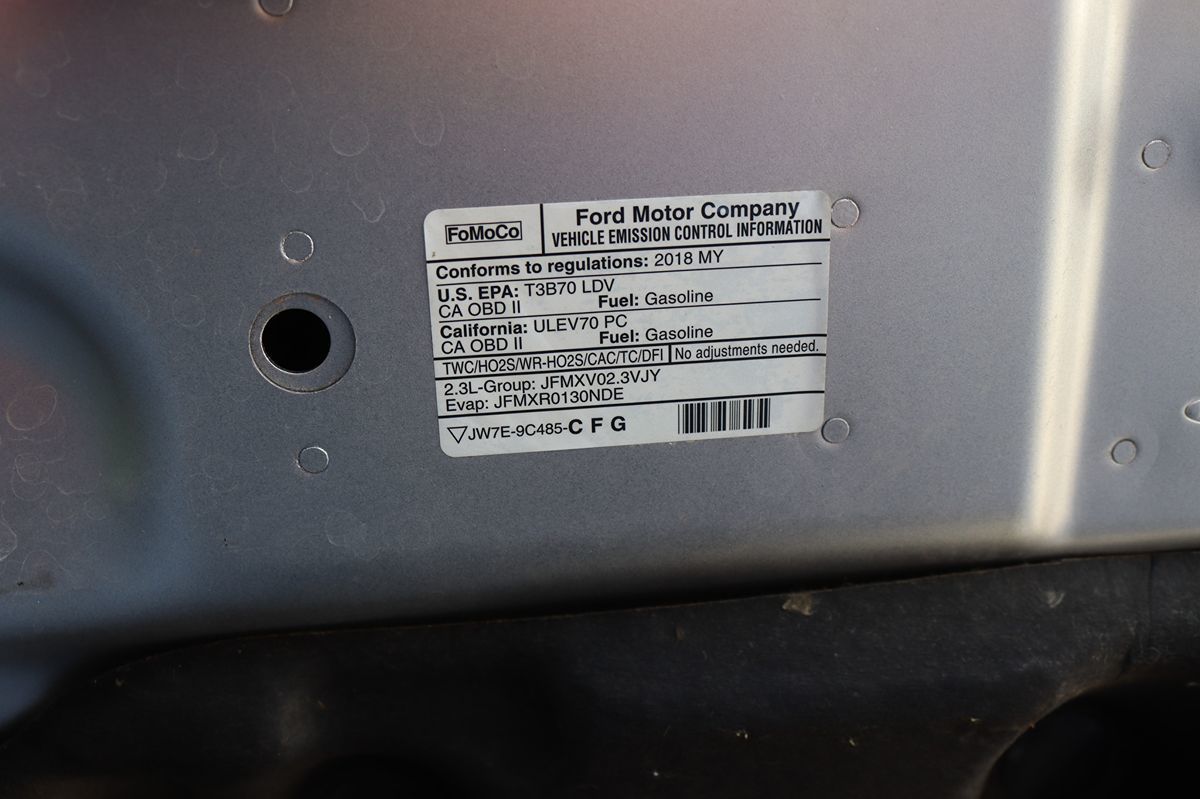 FoMoCo
Ford Motor Company
VEHICLE EMISSION CONTROL INFORMATION
Conforms to regulations: 2018 MY
U.S. EPA: T3B70 LDV
CA OBD II Fuel: Gasoline
California: ULEV70 PC
CA OBD II Fuel: Gasoline
TWC/HO2S/WR-HO2S/CAC/TC/DFI No adjustments needed.
2.3L-Group: JFMXV02.3VJY
Evap: JFMXR0130NDE
JW7E-9C485-C F G